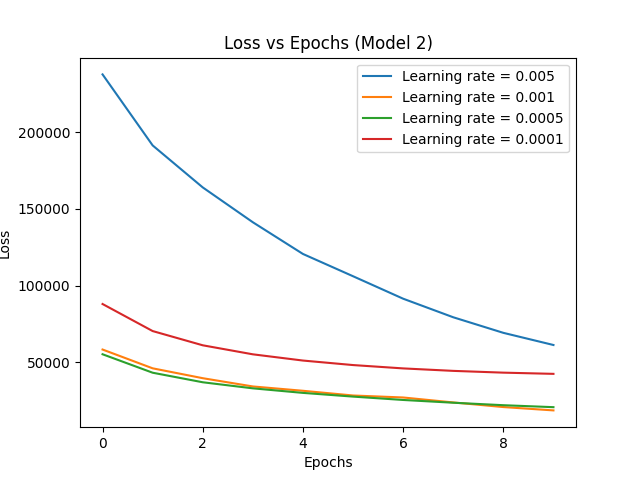 Loss vs Epochs (Model 2)
Learning rate = 0.005
Learning rate = 0.001
Learning rate = 0.0005
Learning rate = 0.0001
200000
150000
100000
50000
Loss
0 2 4 6 8
Epochs